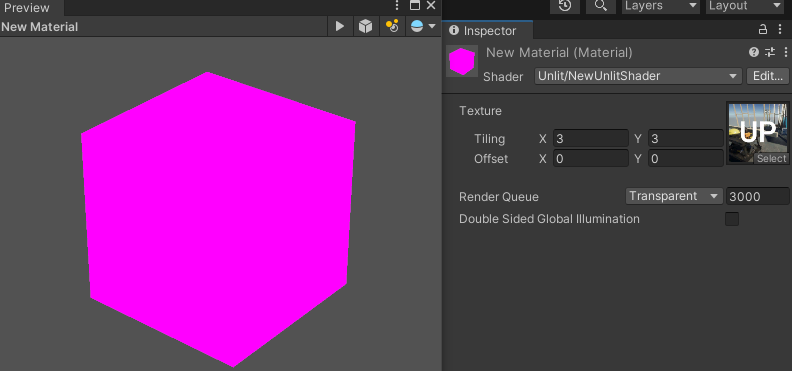 Preview
New Material
Layers
Layout
Inspector
New Material (Material)
Shader
Unlit/NewUnlitShader
Edit...
Texture
Tiling X 3 Y 3
Offset X 0 Y 0
UP
Select
Render Queue Transparent 3000
Double Sided Global Illumination